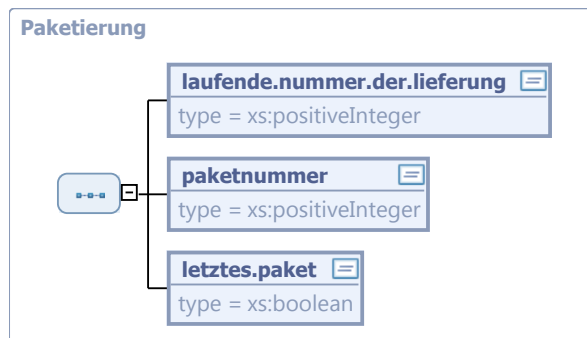 Paketierung
laufende.nummer.der.lieferung
type = xs:positiveInteger
paketnummer
type = xs:positiveInteger
letztes.paket
type = xs:boolean